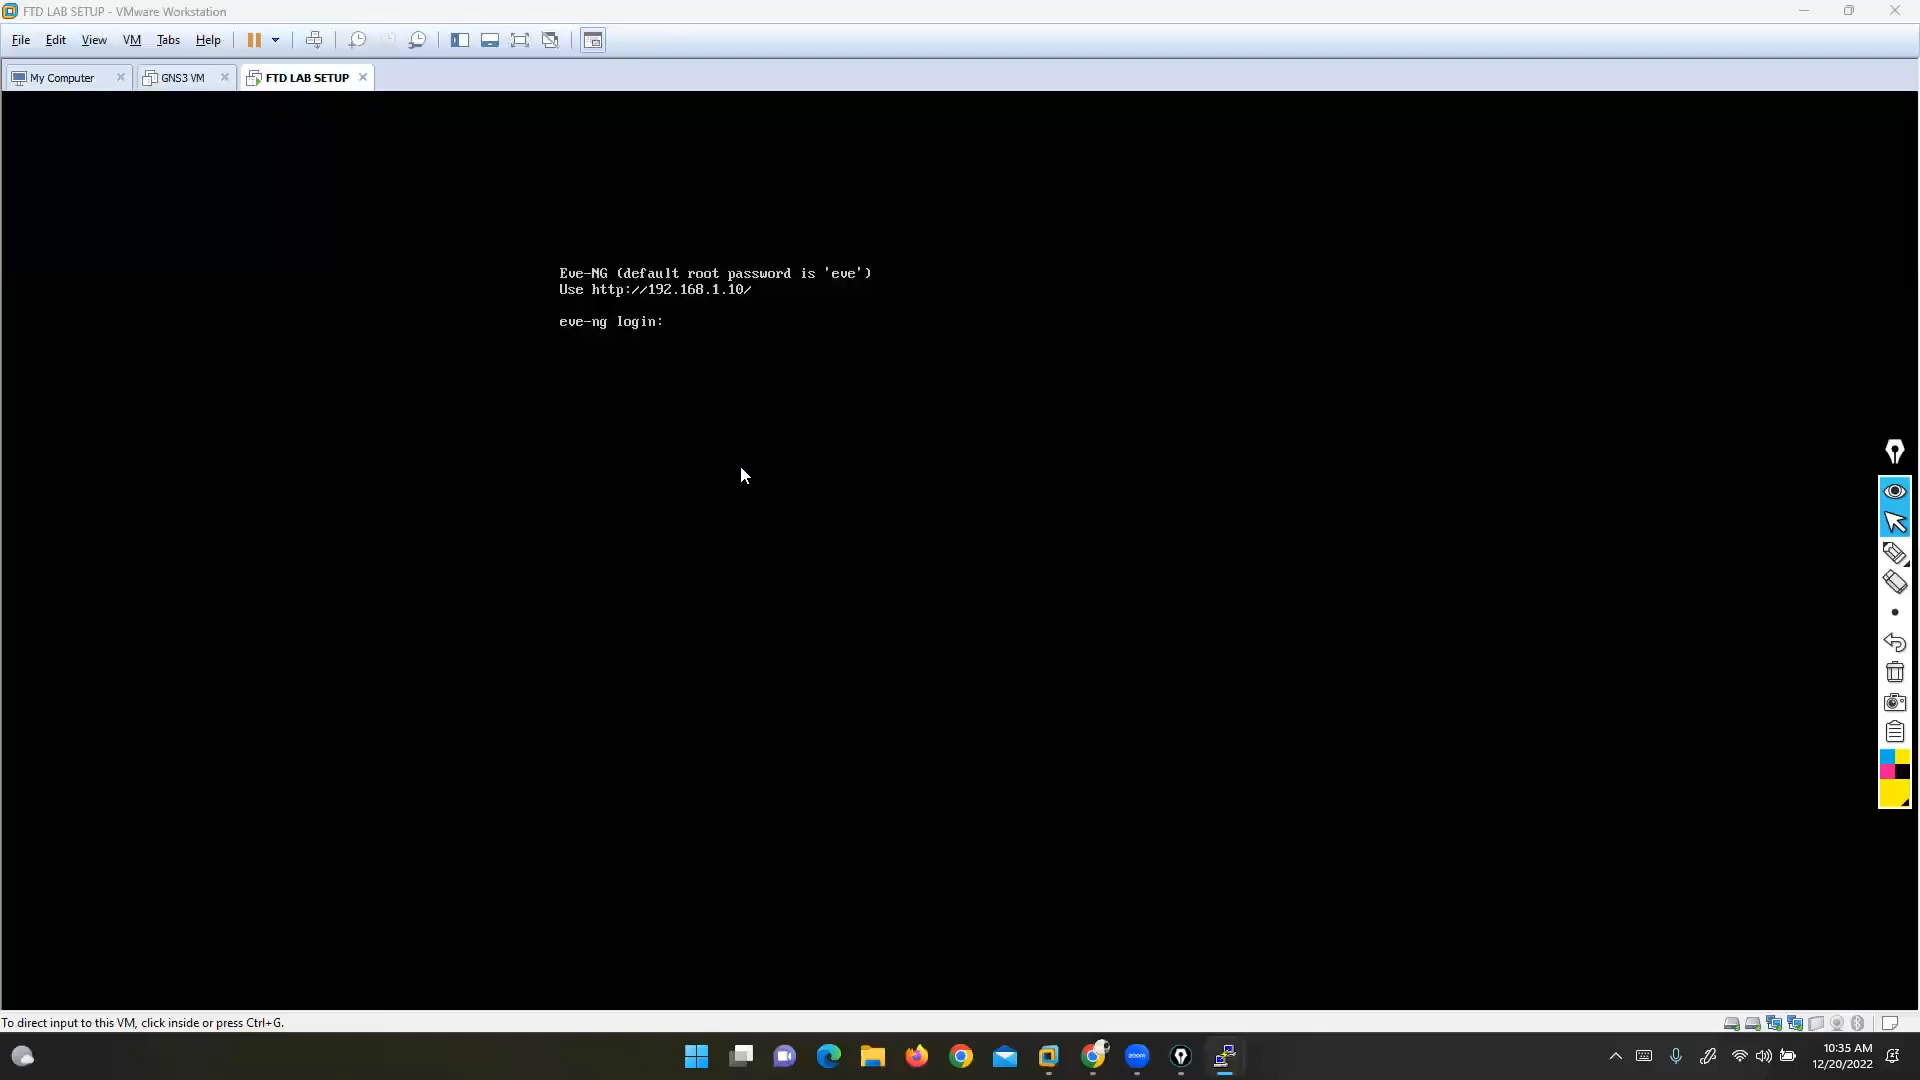 FTD LAB SETUP - VMware Workstation
File Edit View VM Tabs Help
My Computer GNS3 VM FTD LAB SETUP
Eve-NG (default root password is 'eve')
Use http://192.168.1.10/
eve-ng login:
To direct input to this VM, click inside or press Ctrl+G.
zoom
10:35 AM
12/20/2022